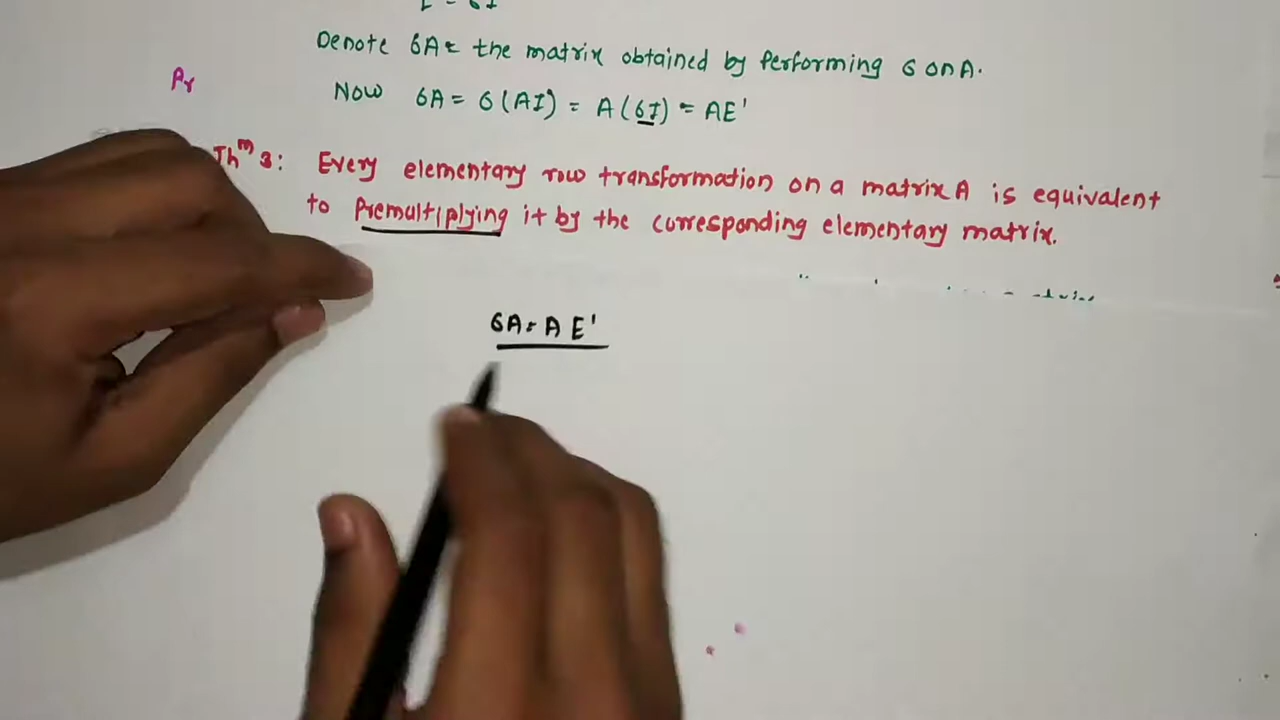 Denote σA = the matrix obtained by performing σ on A.
Pr
Now σA = σ(AI) = A(σI) = AE'
Thm 3: Every elementary row transformation on a matrix A is equivalent
to Premultiplying it by the corresponding elementary matrix.
σA = A E'